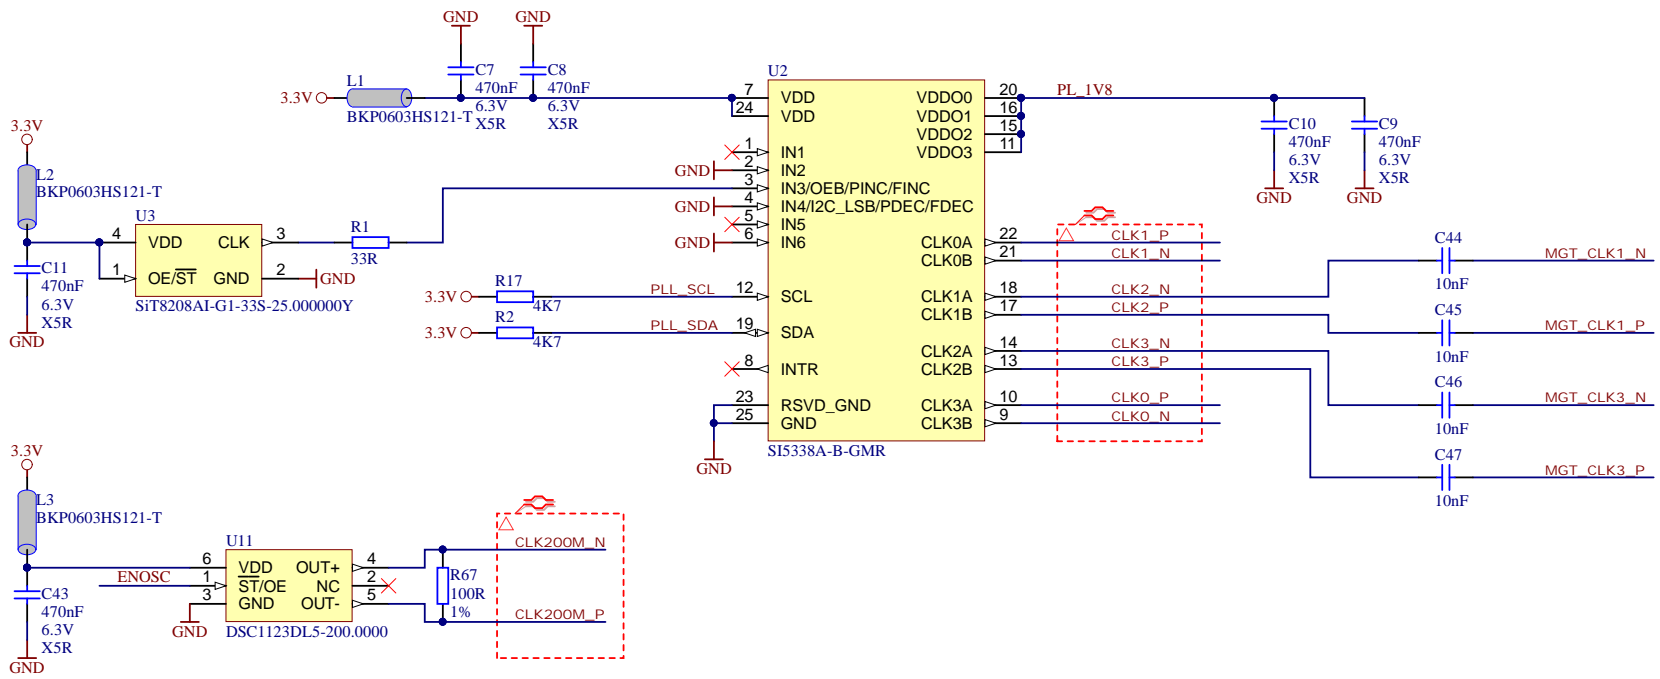 GND
GND
C7
470nF
6.3V
X5R
C8
470nF
6.3V
X5R
L1
3.3V
BKP0603HS121-T
U2
7
VDD
24
VDD
1
IN1
GND
2
IN2
3
IN3/OEB/PINC/FINC
GND
4
IN4/I2C_LSB/PDEC/FDEC
5
IN5
GND
6
IN6
12
SCL
19
SDA
8
INTR
23
RSVD_GND
25
GND
GND
VDDO0
20
PL_1V8
VDDO1
16
VDDO2
15
VDDO3
11
CLK0A
22
CLK1_P
CLK0B
21
CLK1_N
CLK1A
18
CLK2_N
CLK1B
17
CLK2_P
CLK2A
14
CLK3_N
CLK2B
13
CLK3_P
CLK3A
10
CLK0_P
CLK3B
9
CLK0_N
SI5338A-B-GMR
C10
470nF
6.3V
X5R
GND
C9
470nF
6.3V
X5R
GND
C44
10nF
MGT_CLK1_N
C45
10nF
MGT_CLK1_P
C46
10nF
MGT_CLK3_N
C47
10nF
MGT_CLK3_P
3.3V
L2
BKP0603HS121-T
C11
470nF
6.3V
X5R
GND
U3
4
VDD
CLK
3
1
OE/ST
GND
2
GND
SiT8208AI-G1-33S-25.000000Y
R1
33R
3.3V
R17
4K7
PLL_SCL
3.3V
R2
4K7
PLL_SDA
3.3V
L3
BKP0603HS121-T
C43
470nF
6.3V
X5R
GND
U11
6
VDD
OUT+
4
ENOSC
1
ST/OE
NC
2
3
GND
OUT-
5
GND
DSC1123DL5-200.0000
R67
100R
1%
CLK200M_N
CLK200M_P